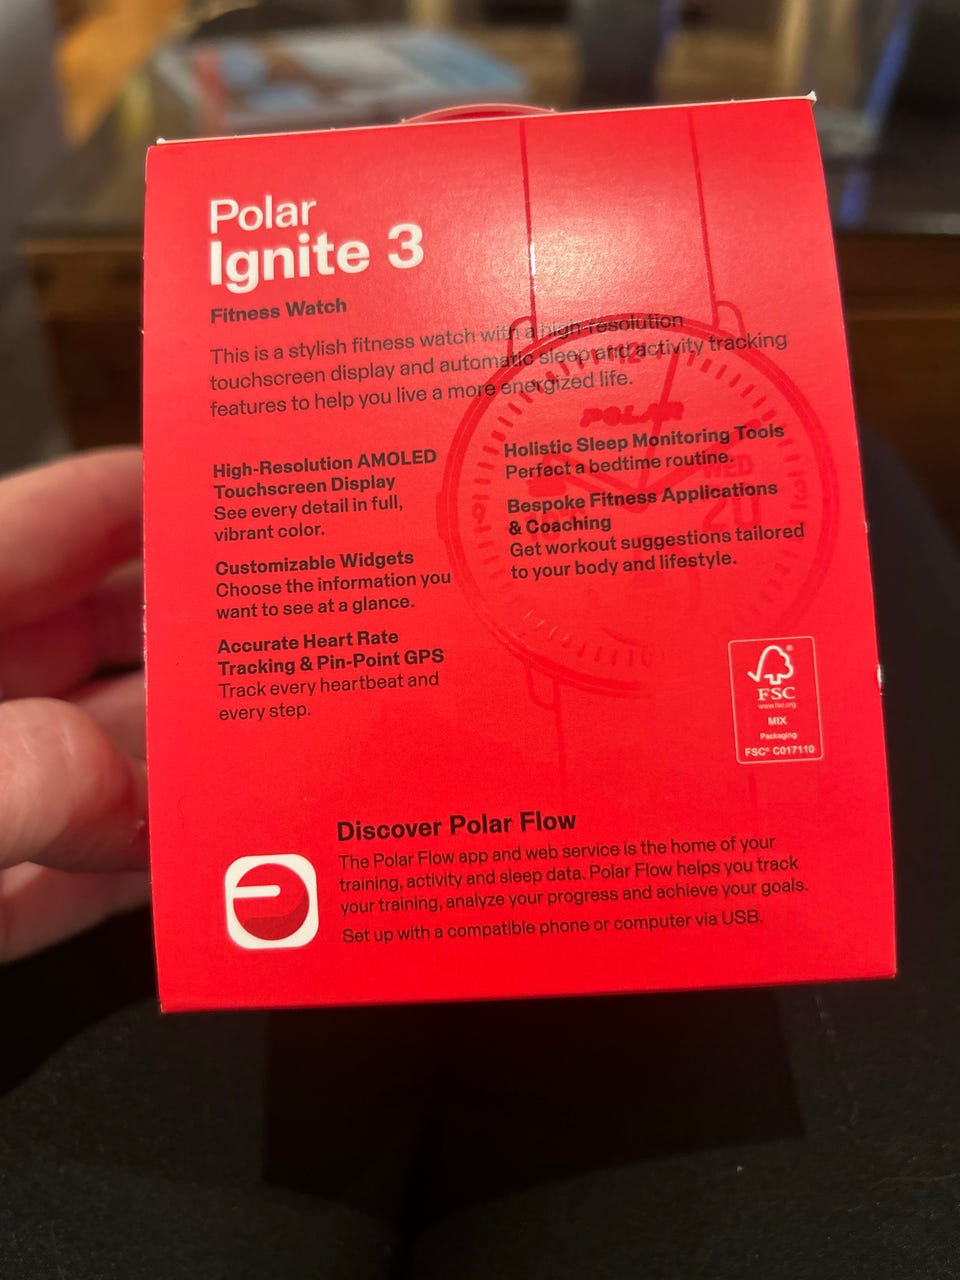 Polar
Ignite 3
Fitness Watch
This is a stylish fitness watch with a high-resolution
touchscreen display and automatic sleep and activity tracking
features to help you live a more energized life.
High-Resolution AMOLED
Touchscreen Display
See every detail in full,
vibrant color.
Customizable Widgets
Choose the information you
want to see at a glance.
Accurate Heart Rate
Tracking & Pin-Point GPS
Track every heartbeat and
every step.
Holistic Sleep Monitoring Tools
Perfect a bedtime routine.
Bespoke Fitness Applications
& Coaching
Get workout suggestions tailored
to your body and lifestyle.
12
POLAR
WED
20
FSC®
www.fsc.org
MIX
Packaging
FSC® C017110
Discover Polar Flow
The Polar Flow app and web service is the home of your
training, activity and sleep data. Polar Flow helps you track
your training, analyze your progress and achieve your goals.
Set up with a compatible phone or computer via USB.